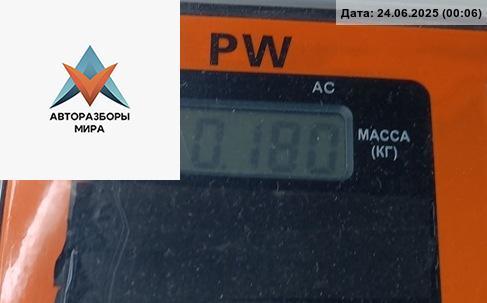 Дата: 24.06.2025 (00:06)
PW
AC
АВТОРАЗБОРЫ
МИРА
0.180
МАССА
(КГ)